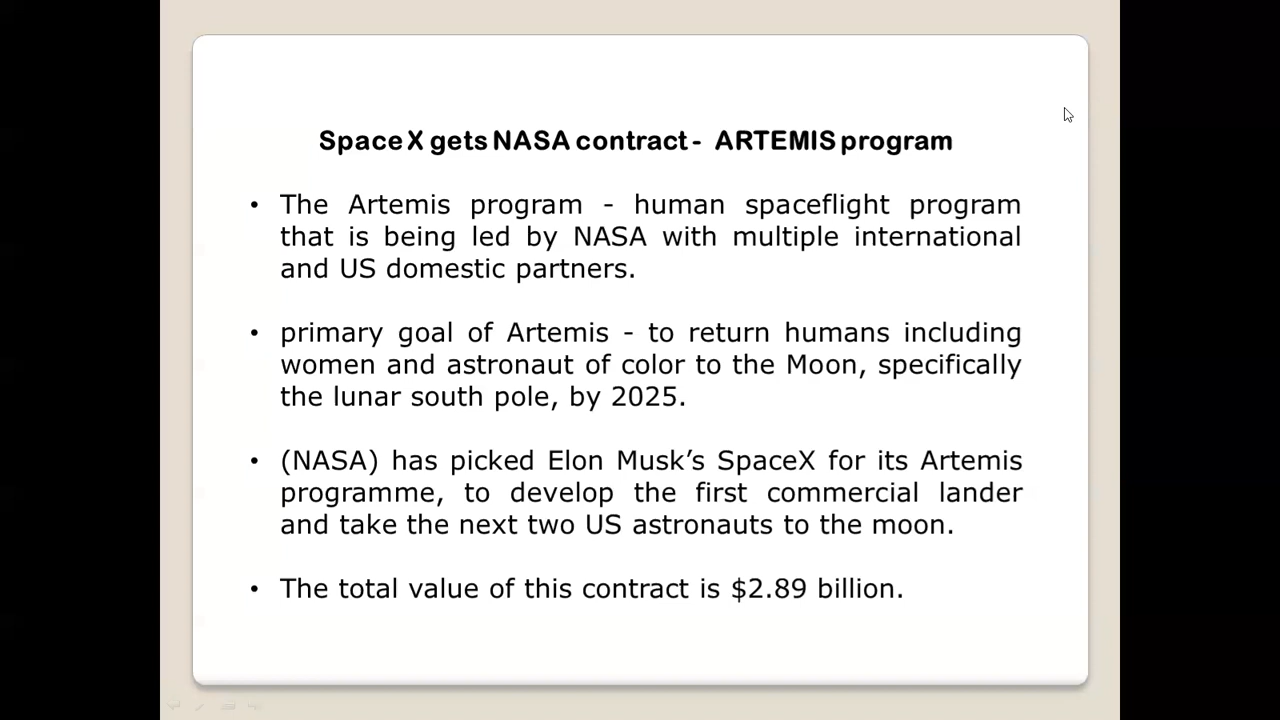 Space X gets NASA contract - ARTEMIS program
• The Artemis program - human spaceflight program
that is being led by NASA with multiple international
and US domestic partners.
• primary goal of Artemis - to return humans including
women and astronaut of color to the Moon, specifically
the lunar south pole, by 2025.
• (NASA) has picked Elon Musk’s SpaceX for its Artemis
programme, to develop the first commercial lander
and take the next two US astronauts to the moon.
• The total value of this contract is $2.89 billion.